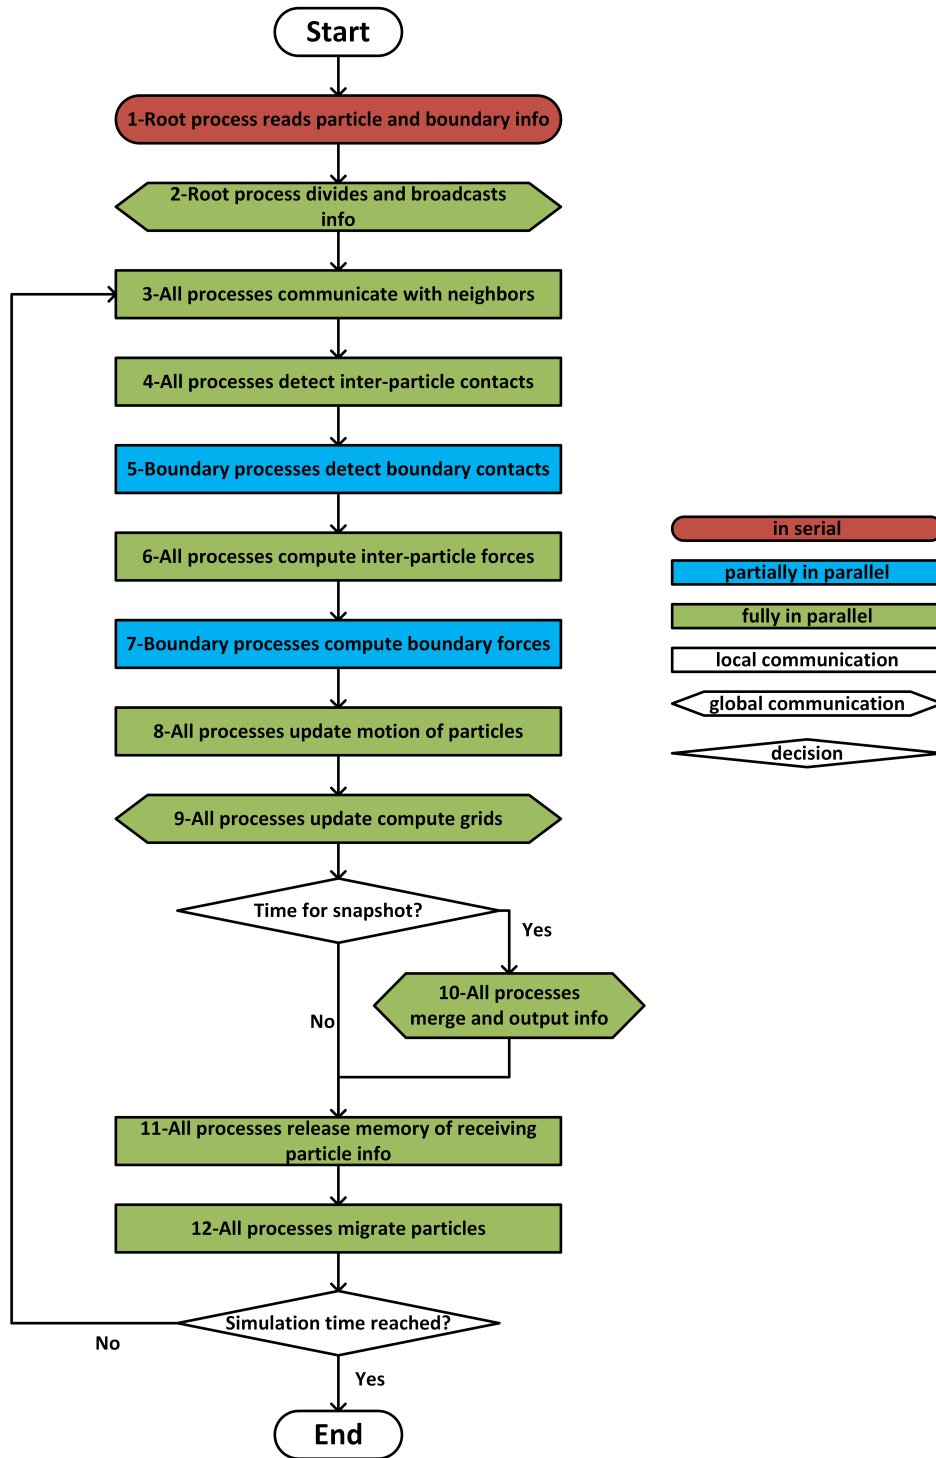 Start
1-Root process reads particle and boundary info
2-Root process divides and broadcasts
info
3-All processes communicate with neighbors
4-All processes detect inter-particle contacts
5-Boundary processes detect boundary contacts
6-All processes compute inter-particle forces
7-Boundary processes compute boundary forces
8-All processes update motion of particles
9-All processes update compute grids
Time for snapshot?
Yes
10-All processes
merge and output info
No
11-All processes release memory of receiving
particle info
12-All processes migrate particles
Simulation time reached?
No
Yes
End
in serial
partially in parallel
fully in parallel
local communication
global communication
decision